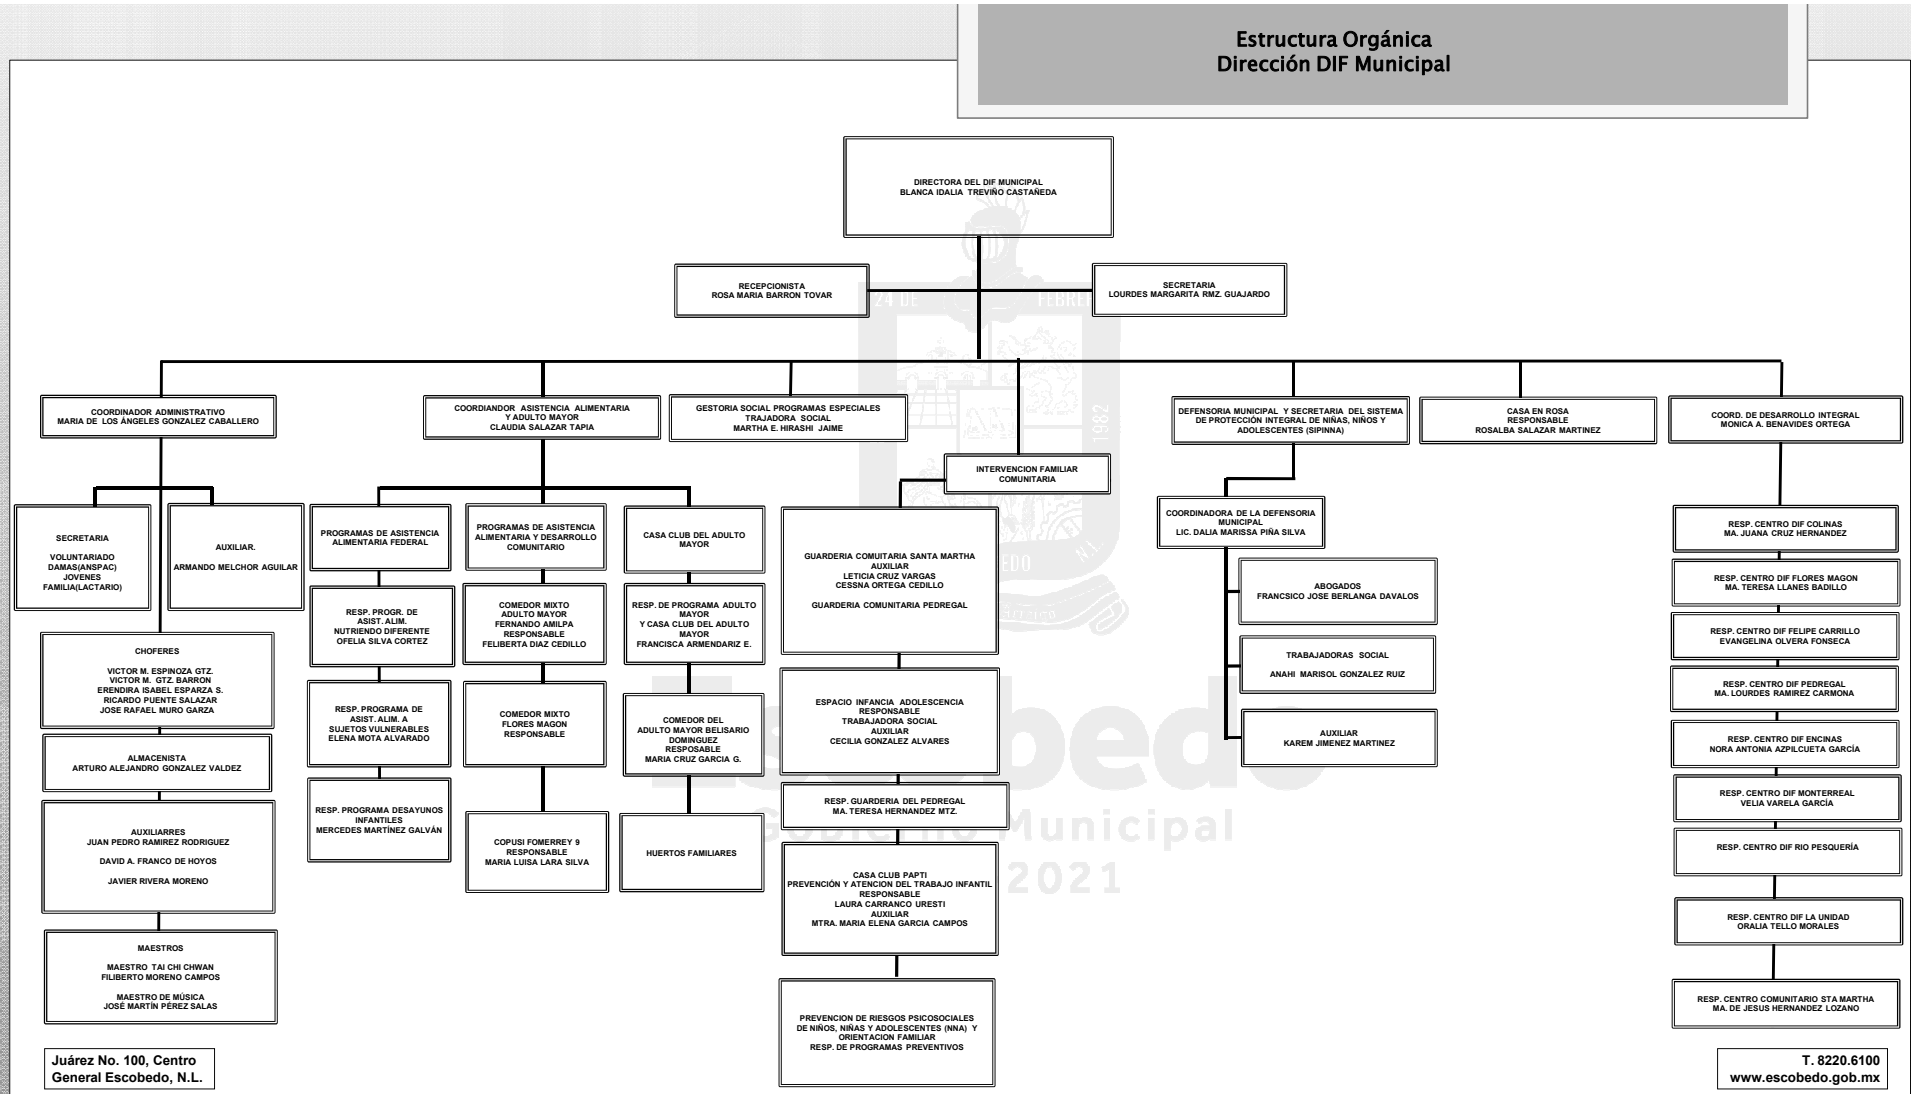 Estructura Orgánica
Dirección DIF Municipal
DIRECTORA DEL DIF MUNICIPAL
BLANCA IDALIA TREVIÑO CASTAÑEDA
RECEPCIONISTA
ROSA MARIA BARRON TOVAR
SECRETARIA
LOURDES MARGARITA RMZ. GUAJARDO
24 DE
1982
COORDINADOR ADMINISTRATIVO
MARIA DE LOS ÁNGELES GONZALEZ CABALLERO
SECRETARIA
VOLUNTARIADO
DAMAS(ANSPAC)
JOVENES
FAMILIA(LACTARIO)
AUXILIAR.
ARMANDO MELCHOR AGUILAR
CHOFERES
VICTOR M. ESPINOZA GTZ.
VICTOR M. GTZ. BARRON
ERENDIRA ISABEL ESPARZA S.
RICARDO PUENTE SALAZAR
JOSE RAFAEL MURO GARZA
ALMACENISTA
ARTURO ALEJANDRO GONZALEZ VALDEZ
AUXILIARRES
JUAN PEDRO RAMIREZ RODRIGUEZ
DAVID A. FRANCO DE HOYOS
JAVIER RIVERA MORENO
MAESTROS
MAESTRO TAI CHI CHWAN
FILIBERTO MORENO CAMPOS
MAESTRO DE MÚSICA
JOSÉ MARTÍN PÉREZ SALAS
COORDIANDOR ASISTENCIA ALIMENTARIA
Y ADULTO MAYOR
CLAUDIA SALAZAR TAPIA
PROGRAMAS DE ASISTENCIA
ALIMENTARIA FEDERAL
RESP. PROGR. DE
ASIST. ALIM.
NUTRIENDO DIFERENTE
OFELIA SILVA CORTEZ
RESP. PROGRAMA DE
ASIST. ALIM. A
SUJETOS VULNERABLES
ELENA MOTA ALVARADO
RESP. PROGRAMA DESAYUNOS
INFANTILES
MERCEDES MARTÍNEZ GALVÁN
PROGRAMAS DE ASISTENCIA
ALIMENTARIA Y DESARROLLO
COMUNITARIO
COMEDOR MIXTO
ADULTO MAYOR
FERNANDO AMILPA
RESPONSABLE
FELIBERTA DIAZ CEDILLO
COMEDOR MIXTO
FLORES MAGON
RESPONSABLE
COPUSI FOMERREY 9
RESPONSABLE
MARIA LUISA LARA SILVA
CASA CLUB DEL ADULTO
MAYOR
RESP. DE PROGRAMA ADULTO
MAYOR
Y CASA CLUB DEL ADULTO
MAYOR
FRANCISCA ARMENDARIZ E.
COMEDOR DEL
ADULTO MAYOR BELISARIO
DOMINGUEZ
RESPOSABLE
MARIA CRUZ GARCIA G.
HUERTOS FAMILIARES
GESTORIA SOCIAL PROGRAMAS ESPECIALES
TRAJADORA SOCIAL
MARTHA E. HIRASHI JAIME
INTERVENCION FAMILIAR
COMUNITARIA
GUARDERIA COMUITARIA SANTA MARTHA
AUXILIAR
LETICIA CRUZ VARGAS
CESSNA ORTEGA CEDILLO
GUARDERIA COMUNITARIA PEDREGAL
ESPACIO INFANCIA ADOLESCENCIA
RESPONSABLE
TRABAJADORA SOCIAL
AUXILIAR
CECILIA GONZALEZ ALVARES
RESP. GUARDERIA DEL PEDREGAL
MA. TERESA HERNANDEZ MTZ.
CASA CLUB PAPTI
PREVENCIÓN Y ATENCION DEL TRABAJO INFANTIL
RESPONSABLE
LAURA CARRANCO URESTI
AUXILIAR
MTRA. MARIA ELENA GARCIA CAMPOS
PREVENCION DE RIESGOS PSICOSOCIALES
DE NIÑOS, NIÑAS Y ADOLESCENTES (NNA) Y
ORIENTACION FAMILIAR
RESP. DE PROGRAMAS PREVENTIVOS
DEFENSORIA MUNICIPAL Y SECRETARIA DEL SISTEMA
DE PROTECCIÓN INTEGRAL DE NIÑAS, NIÑOS Y
ADOLESCENTES (SIPINNA)
COORDINADORA DE LA DEFENSORIA
MUNICIPAL
LIC. DALIA MARISSA PIÑA SILVA
ABOGADOS
FRANCSICO JOSE BERLANGA DAVALOS
TRABAJADORAS SOCIAL
ANAHI MARISOL GONZALEZ RUIZ
AUXILIAR
KAREM JIMENEZ MARTINEZ
CASA EN ROSA
RESPONSABLE
ROSALBA SALAZAR MARTINEZ
COORD. DE DESARROLLO INTEGRAL
MONICA A. BENAVIDES ORTEGA
RESP. CENTRO DIF COLINAS
MA. JUANA CRUZ HERNANDEZ
RESP. CENTRO DIF FLORES MAGON
MA. TERESA LLANES BADILLO
RESP. CENTRO DIF FELIPE CARRILLO
EVANGELINA OLVERA FONSECA
RESP. CENTRO DIF PEDREGAL
MA. LOURDES RAMIREZ CARMONA
RESP. CENTRO DIF ENCINAS
NORA ANTONIA AZPILCUETA GARCÍA
RESP. CENTRO DIF MONTERREAL
VELIA VARELA GARCÍA
RESP. CENTRO DIF RIO PESQUERÍA
RESP. CENTRO DIF LA UNIDAD
ORALIA TELLO MORALES
RESP. CENTRO COMUNITARIO STA MARTHA
MA. DE JESUS HERNANDEZ LOZANO
Escobedo
Gobierno Municipal
2021
Juárez No. 100, Centro
General Escobedo, N.L.
T. 8220.6100
www.escobedo.gob.mx